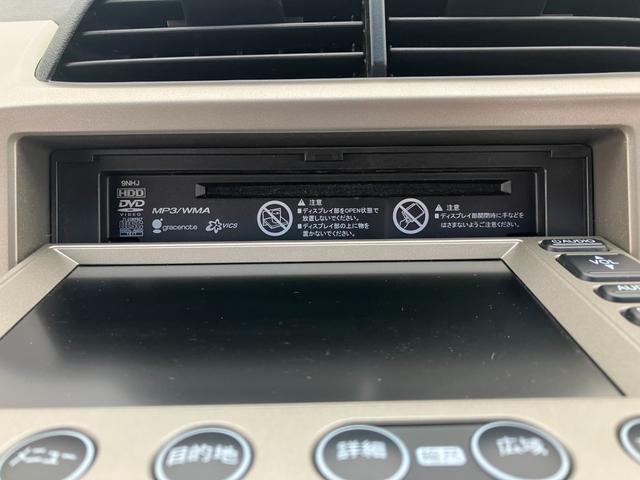 9NHJ
HDD
DVD
VIDEO
MP3/WMA
gracenote
VICS
注意
■ディスプレイ部をOPEN状態で
放置しないでください。
■ディスプレイ部の上に物を
置かないでください。
注意
■ディスプレイ部開閉時に手などを
はさまないようご注意ください。
AUDIO
VOL
メニュー
目的地
詳細
広域